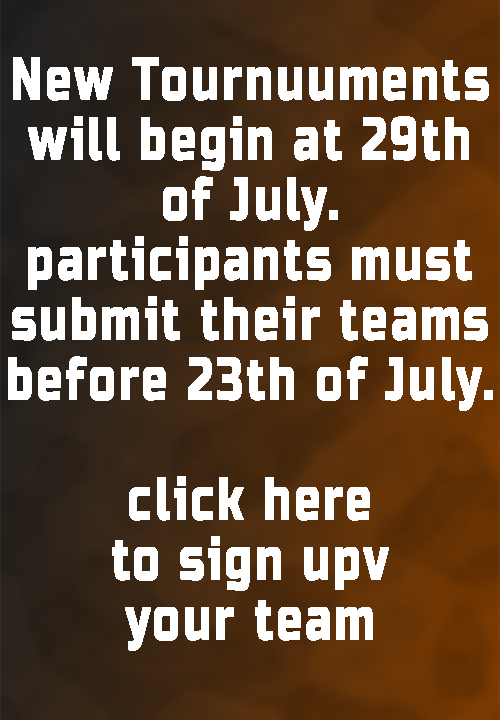 New Tournuuments
will begin at 29th
of July.
participants must
submit their teams
before 23th of July.
click here
to sign upv
your team